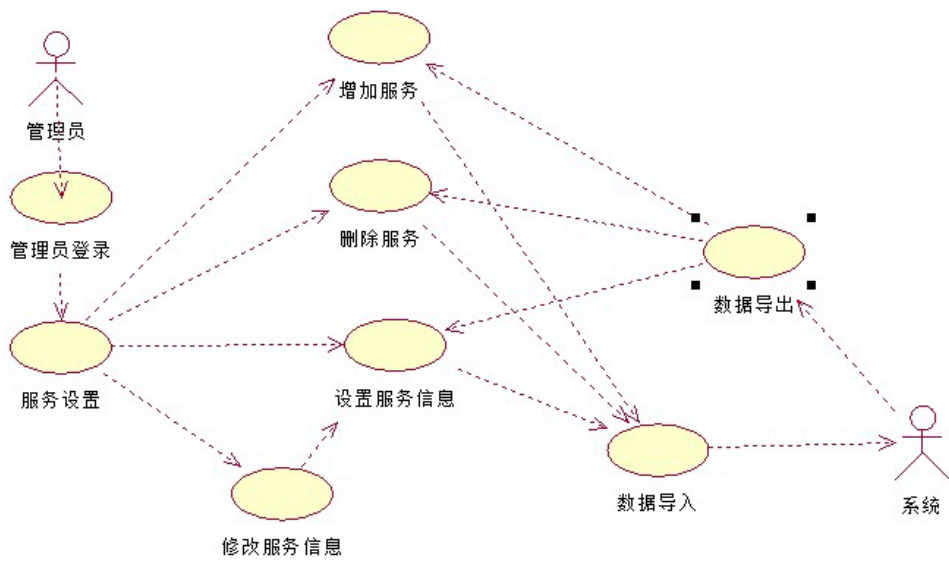 增加服务
管理员
删除服务
管理员登录
数据导出
服务设置
设置服务信息
数据导入
系统
修改服务信息